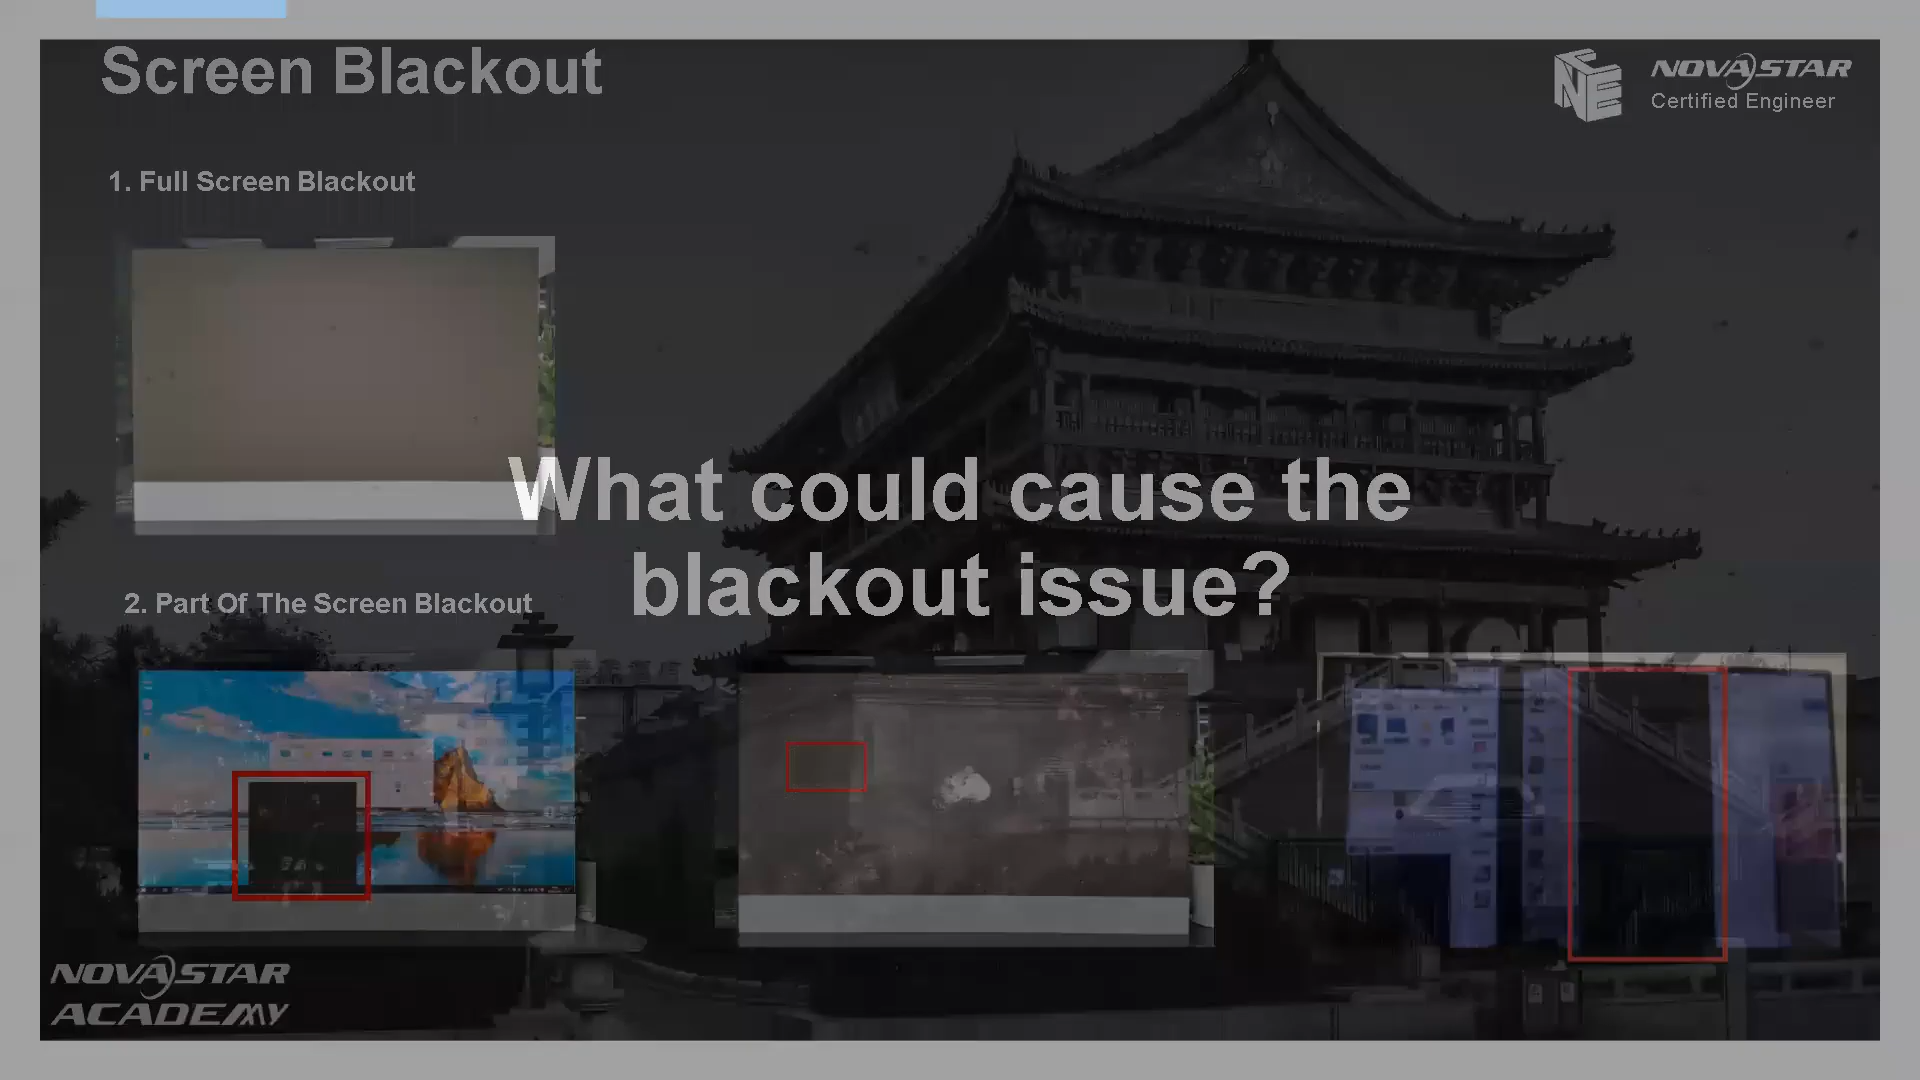 Screen Blackout
NE
NOVASTAR
Certified Engineer
1. Full Screen Blackout
What could cause the
blackout issue?
2. Part Of The Screen Blackout
NOVASTAR
ACADEMY